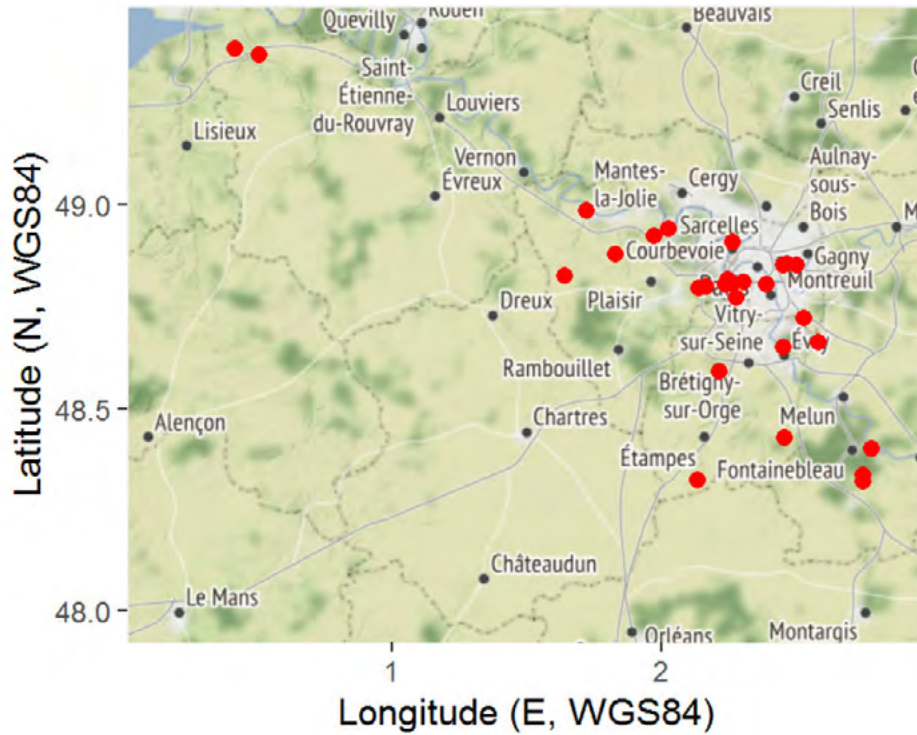 Quevilly
Rouen
Beauvais
Saint-
Étienne-
du-Rouvray
Louviers
Creil
Senlis
Lisieux
Vernon
Évreux
Mantes-
la-Jolie
Cergy
Aulnay-
sous-
Bois
49.0
Sarcelles
Courbevoie
Gagny
Montreuil
Plaisir
Dreux
Vitry-
sur-Seine
Évry
Rambouillet
Brétigny-
sur-Orge
Melun
48.5
Alençon
Chartres
Étampes
Fontainebleau
Châteaudun
Le Mans
48.0
Orléans
Montargis
1
2
Longitude (E, WGS84)
Latitude (N, WGS84)